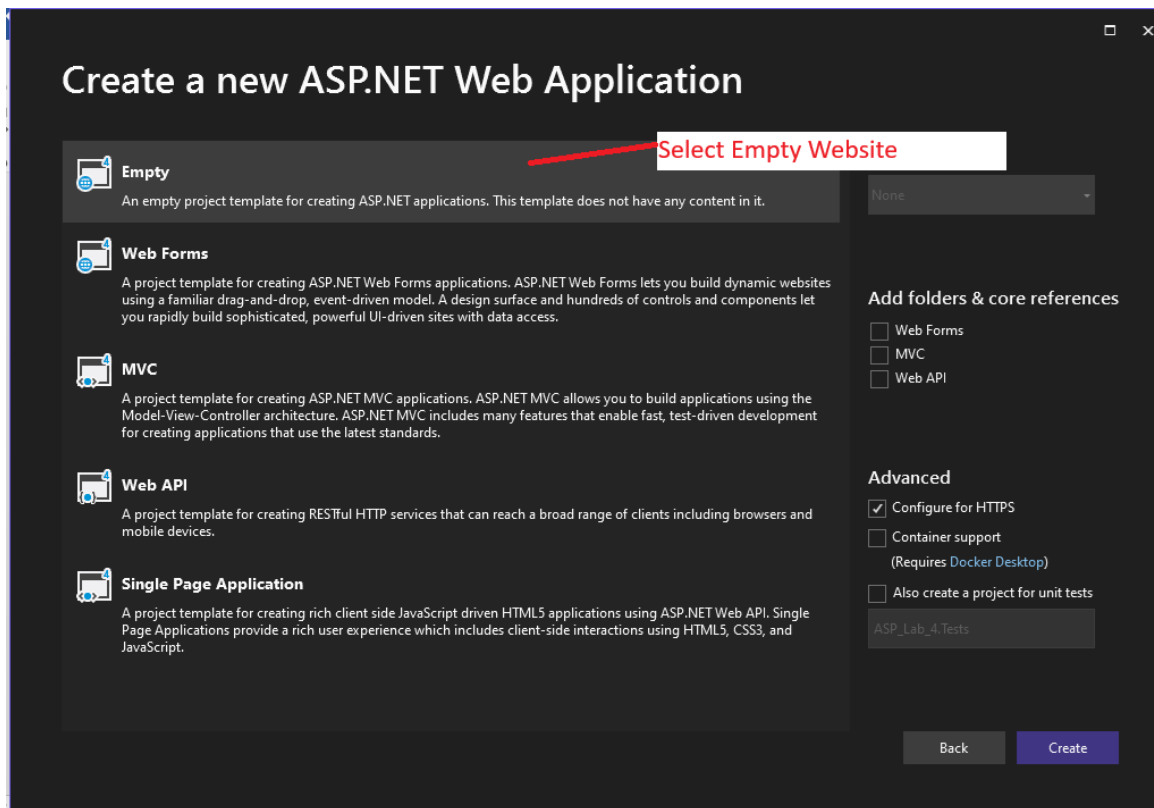 Create a new ASP.NET Web Application
Select Empty Website
Empty
An empty project template for creating ASP.NET applications. This template does not have any content in it.
Web Forms
A project template for creating ASP.NET Web Forms applications. ASP.NET Web Forms lets you build dynamic websites
using a familiar drag-and-drop, event-driven model. A design surface and hundreds of controls and components let
you rapidly build sophisticated, powerful UI-driven sites with data access.
MVC
A project template for creating ASP.NET MVC applications. ASP.NET MVC allows you to build applications using the
Model-View-Controller architecture. ASP.NET MVC includes many features that enable fast, test-driven development
for creating applications that use the latest standards.
Web API
A project template for creating RESTful HTTP services that can reach a broad range of clients including browsers and
mobile devices.
Single Page Application
A project template for creating rich client side JavaScript driven HTML5 applications using ASP.NET Web API. Single
Page Applications provide a rich user experience which includes client-side interactions using HTML5, CSS3, and
JavaScript.
None
Add folders & core references
Web Forms
MVC
Web API
Advanced
Configure for HTTPS
Container support
(Requires Docker Desktop)
Also create a project for unit tests
ASP_Lab_4.Tests
Back
Create